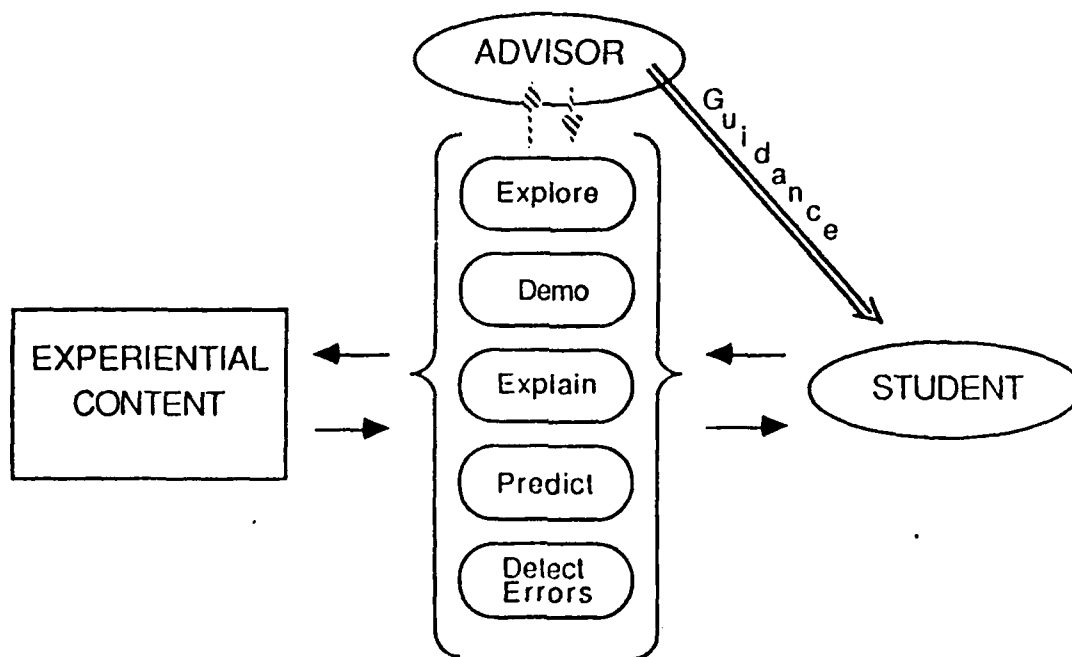 ADVISOR
Guidance
Explore
Demo
EXPERIENTIAL
CONTENT
Explain
STUDENT
Predict
Detect
Errors